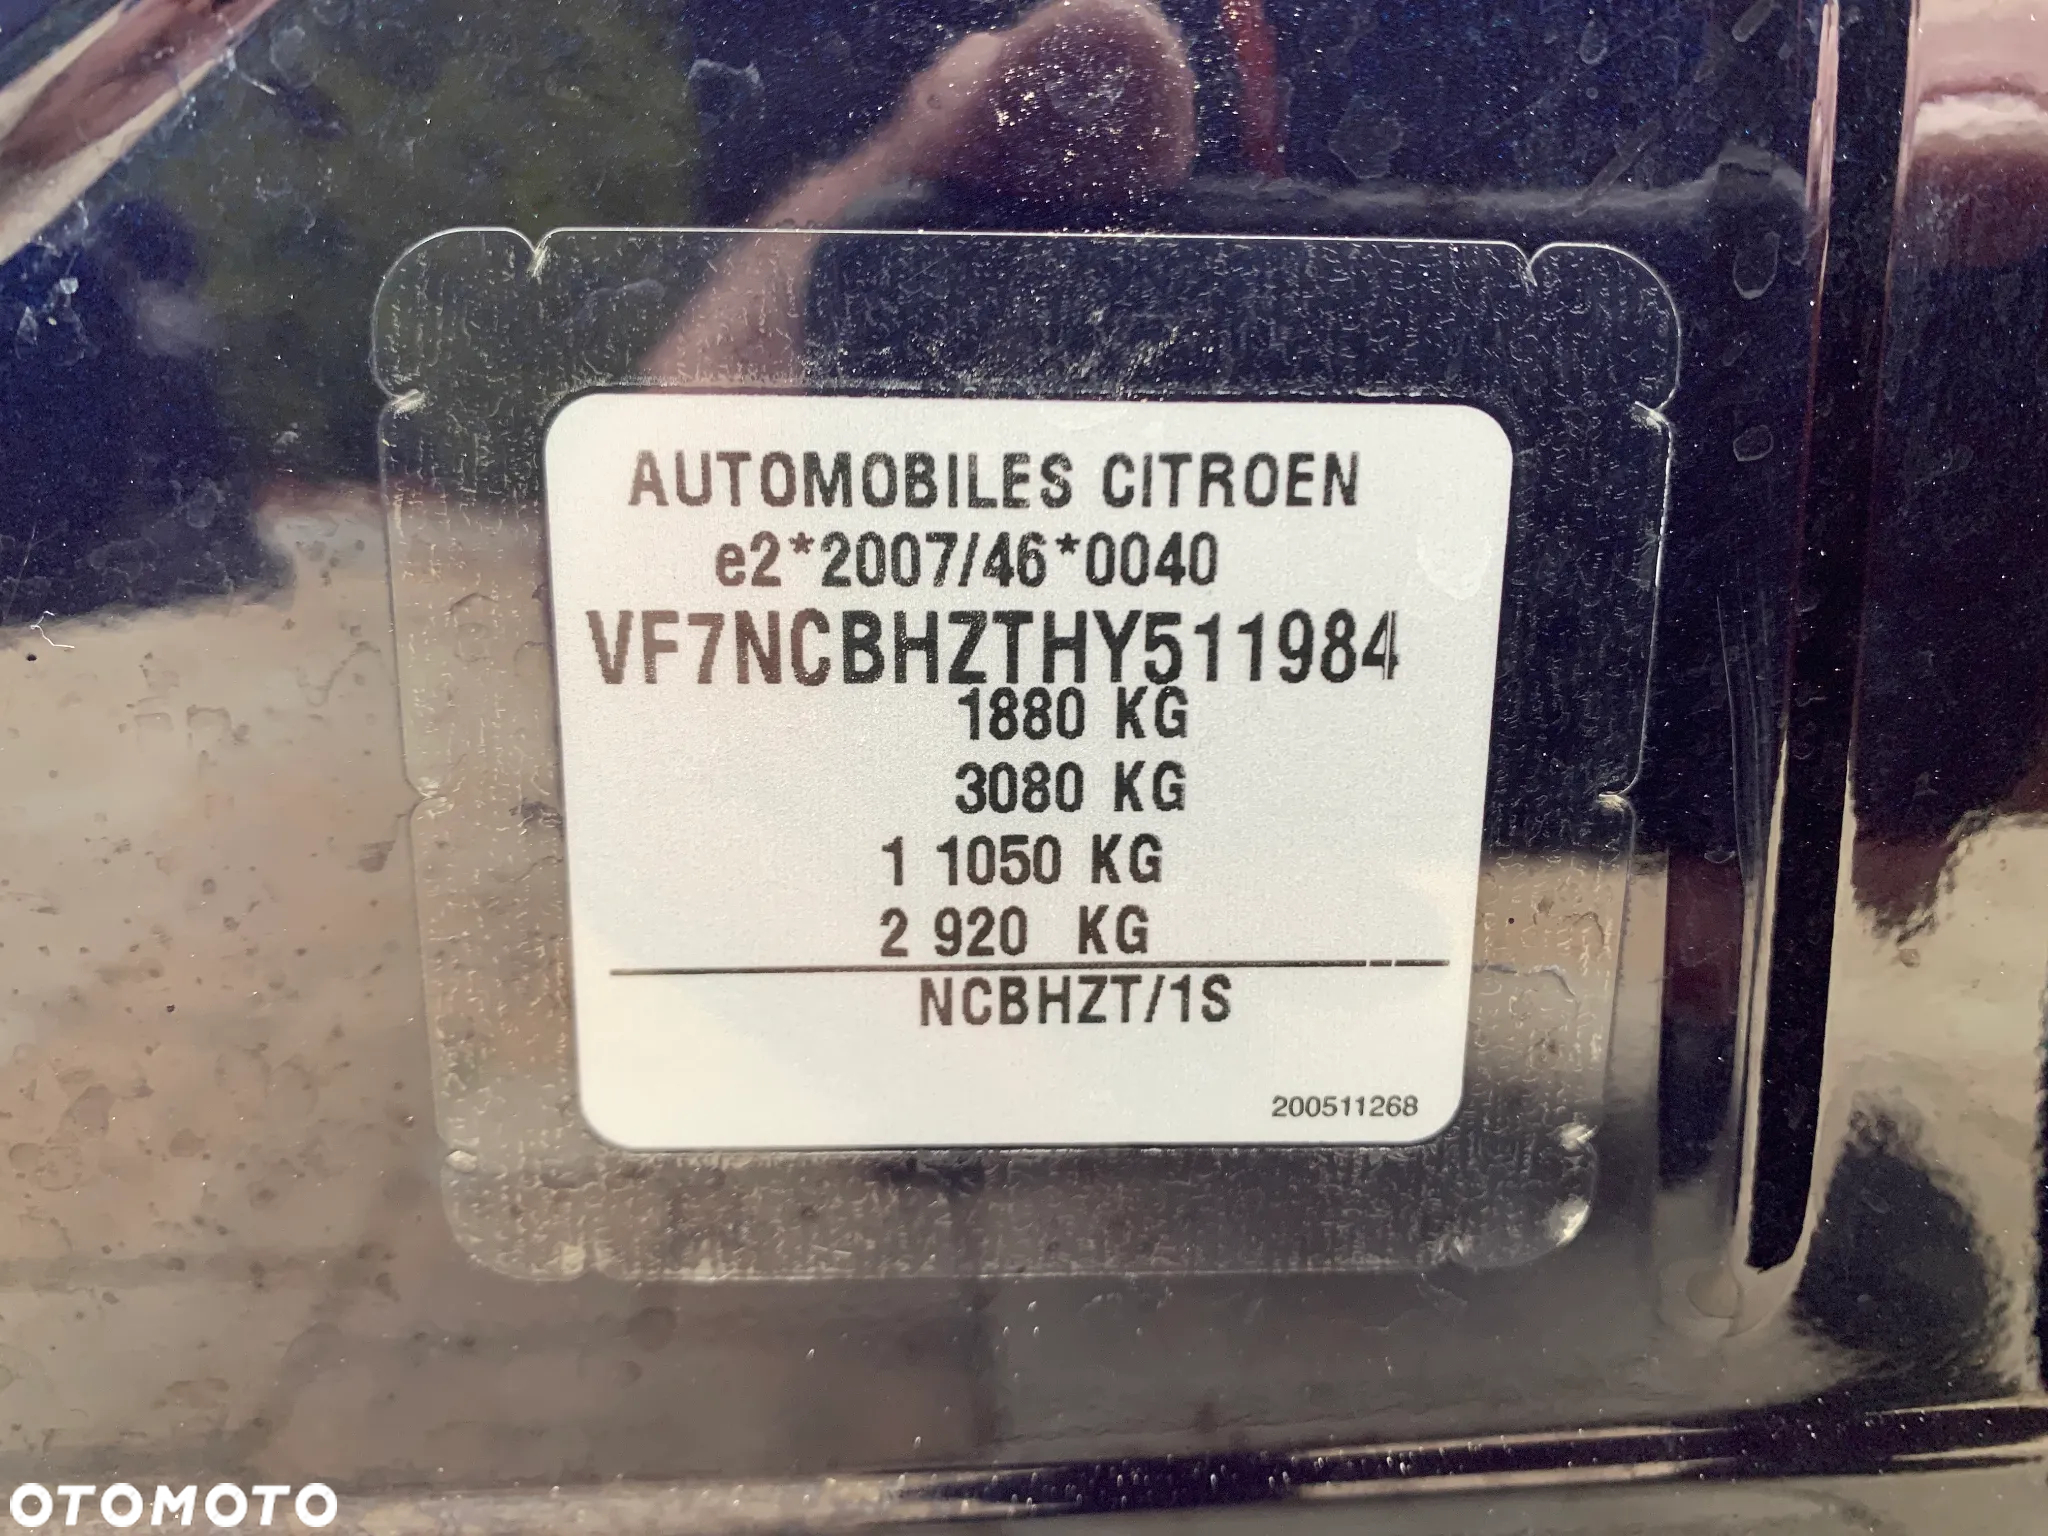 AUTOMOBILES CITROEN
e2*2007/46*0040
VF7NCBHZTHY511984
1880 KG
3080 KG
1 1050 KG
2 920 KG
NCBHZT/1S
200511268
OTOMOTO